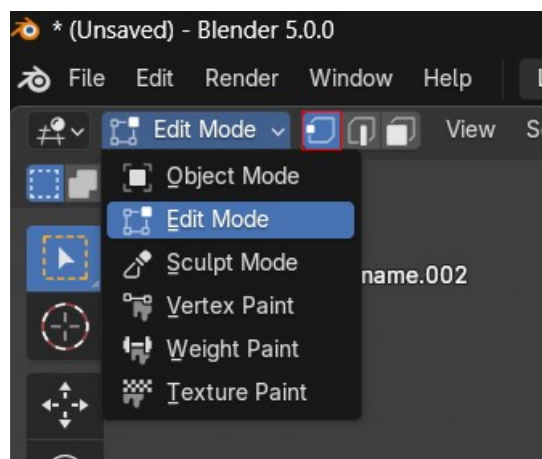 * (Unsaved) - Blender 5.0.0
File Edit Render Window Help
Edit Mode View
Object Mode
Edit Mode
Sculpt Mode
name.002
Vertex Paint
Weight Paint
Texture Paint